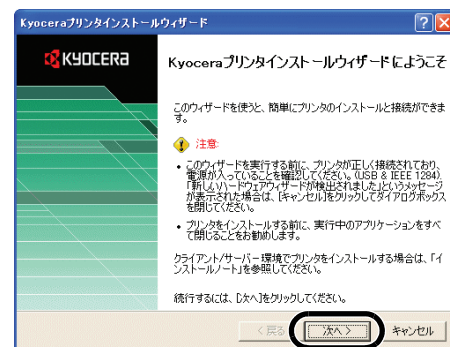 Kyoceraプリンタインストールウィザード
KYOCERA
Kyoceraプリンタインストールウィザードにようこそ
このウィザードを使うと、簡単にプリンタのインストールと接続ができま
す。
注意:
• このウィザードを実行する前に、プリンタが正しく接続されており、
電源が入っていることを確認してください。(USB & IEEE 1284)
「新しいハードウェアウィザードが検出されました」というメッセージ
が表示された場合は、[キャンセル]をクリックしてダイアログボックス
を閉じてください。
• プリンタをインストールする前に、実行中のアプリケーションをすべ
て閉じることをお勧めします。
クライアント/サーバー環境でプリンタをインストールする場合は、「イ
ンストールノート」を参照してください。
続行するには、[次へ]をクリックしてください。
< 戻る
次へ >
キャンセル